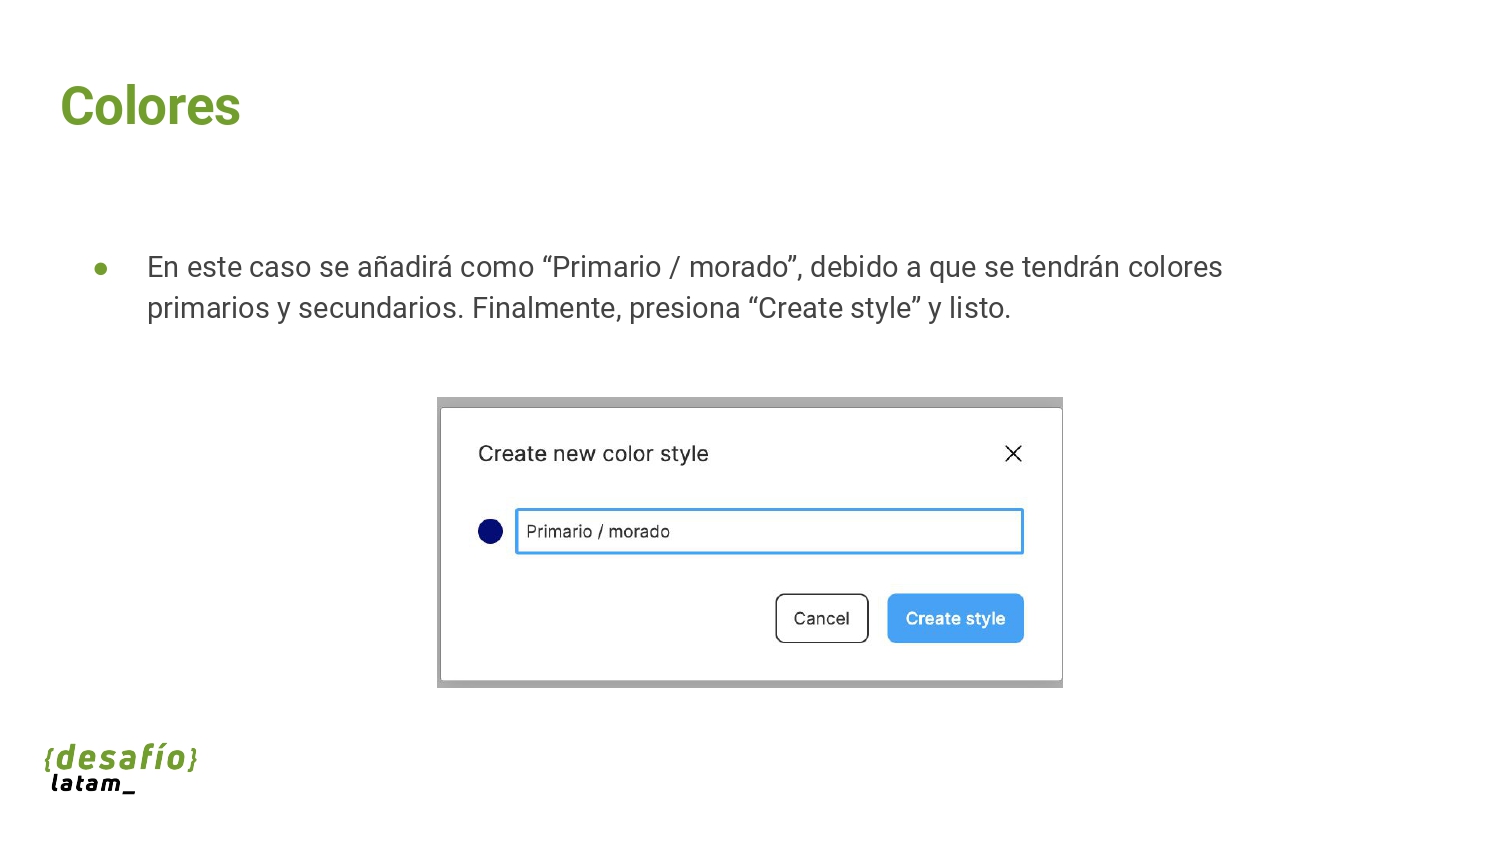 Colores
● En este caso se añadirá como “Primario / morado”, debido a que se tendrán colores
primarios y secundarios. Finalmente, presiona “Create style” y listo.
Create new color style
Primario / morado
Cancel
Create style
{desafío}
latam_